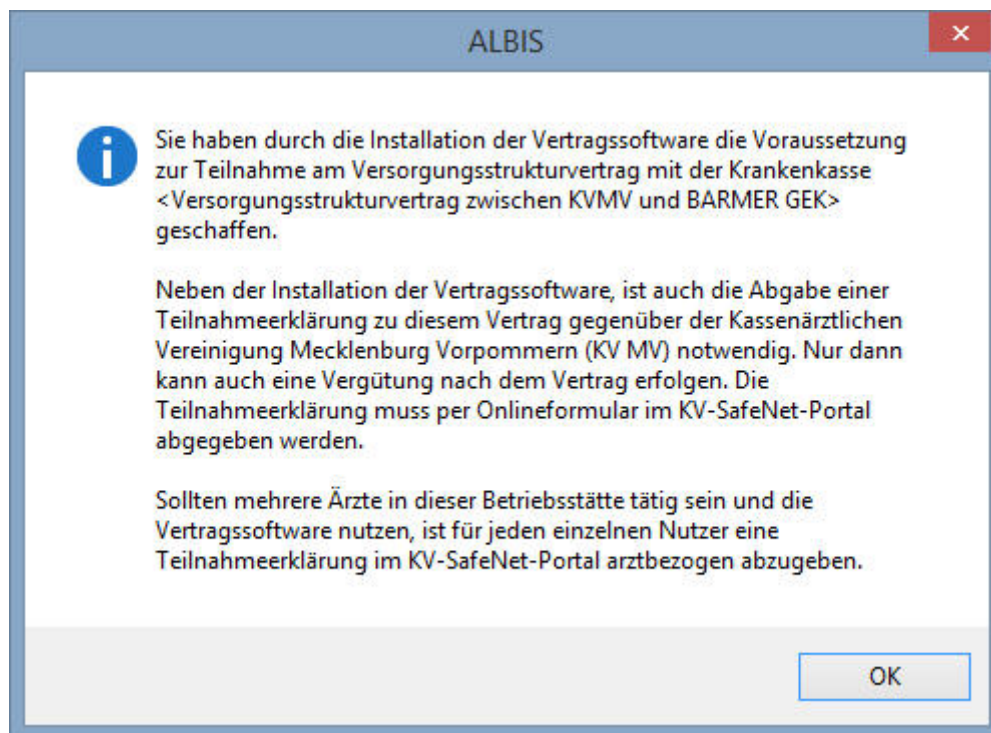 ALBIS
Sie haben durch die Installation der Vertragssoftware die Voraussetzung
zur Teilnahme am Versorgungsstrukturvertrag mit der Krankenkasse
<Versorgungsstrukturvertrag zwischen KVMV und BARMER GEK>
geschaffen.
Neben der Installation der Vertragssoftware, ist auch die Abgabe einer
Teilnahmeerklärung zu diesem Vertrag gegenüber der Kassenärztlichen
Vereinigung Mecklenburg Vorpommern (KV MV) notwendig. Nur dann
kann auch eine Vergütung nach dem Vertrag erfolgen. Die
Teilnahmeerklärung muss per Onlineformular im KV-SafeNet-Portal
abgegeben werden.
Sollten mehrere Ärzte in dieser Betriebsstätte tätig sein und die
Vertragssoftware nutzen, ist für jeden einzelnen Nutzer eine
Teilnahmeerklärung im KV-SafeNet-Portal arztbezogen abzugeben.
OK